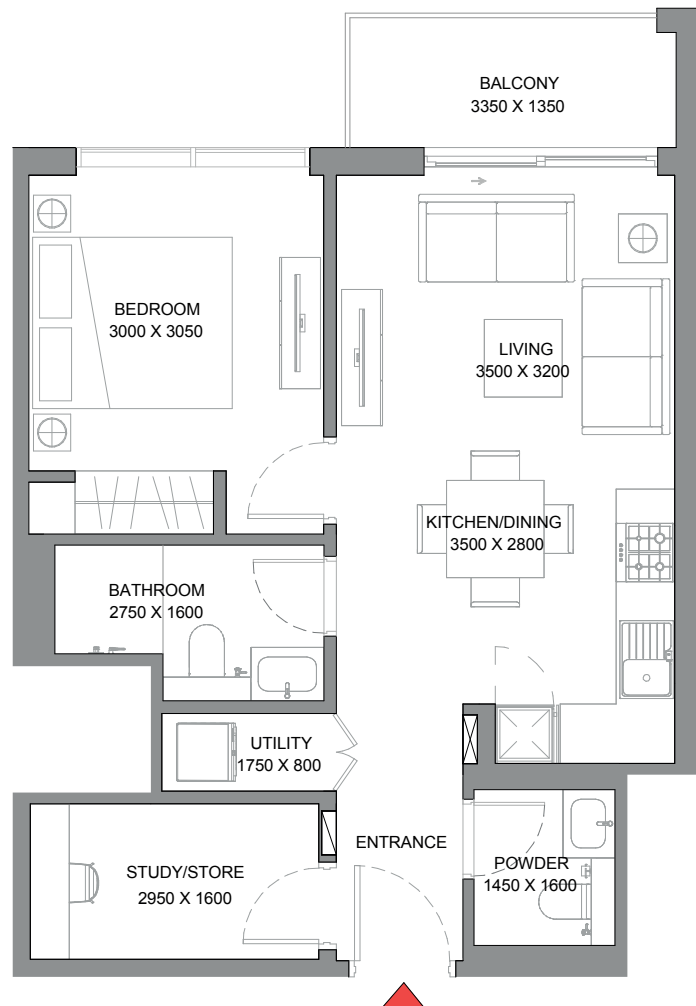 BALCONY
3350 X 1350
BEDROOM
3000 X 3050
LIVING
3500 X 3200
KITCHEN/DINING
3500 X 2800
BATHROOM
2750 X 1600
UTILITY
1750 X 800
ENTRANCE
STUDY/STORE
2950 X 1600
POWDER
1450 X 1600